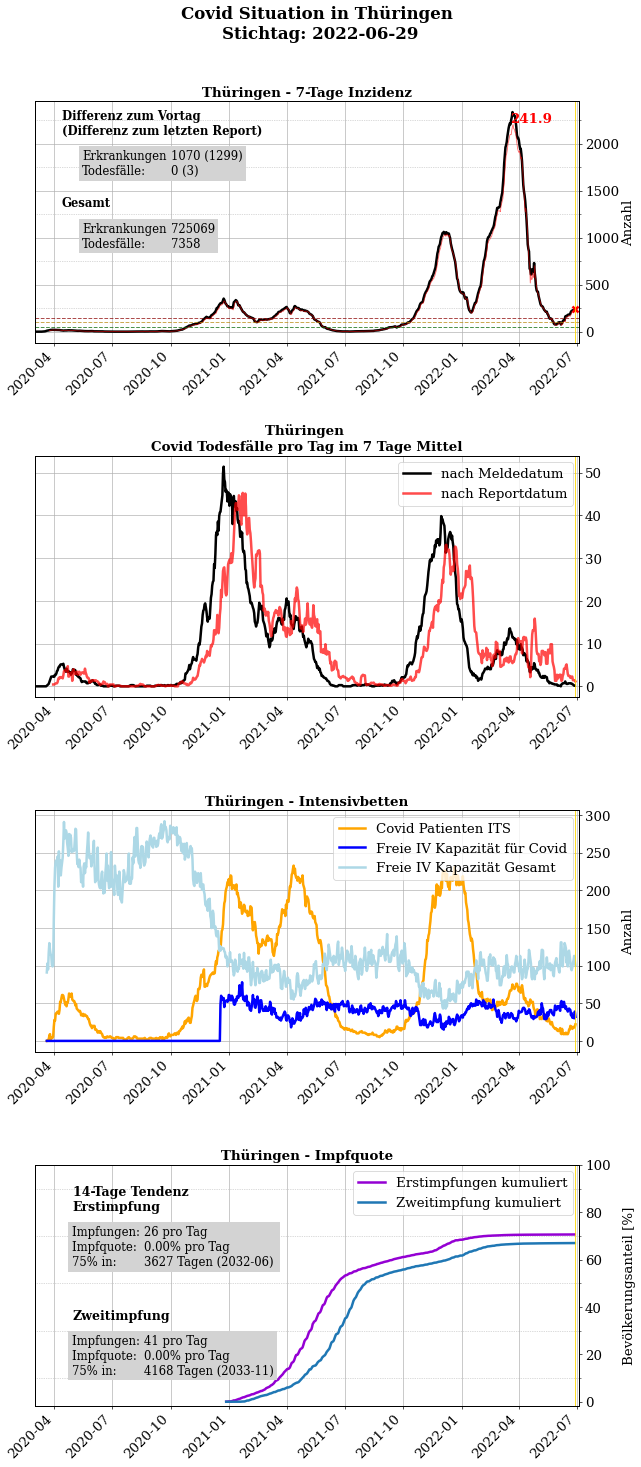 Covid Situation in Thüringen
Stichtag: 2022-06-29
Thüringen - 7-Tage Inzidenz
Differenz zum Vortag
(Differenz zum letzten Report)
Erkrankungen 1070 (1299)
Todesfälle: 0 (3)
Gesamt
Erkrankungen 725069
Todesfälle: 7358
241.9
2000
1500
1000
500
0
Anzahl
2020-04
2020-07
2020-10
2021-01
2021-04
2021-07
2021-10
2022-01
2022-04
2022-07
Thüringen
Covid Todesfälle pro Tag im 7 Tage Mittel
nach Meldedatum
nach Reportdatum
50
40
30
20
10
0
2020-04
2020-07
2020-10
2021-01
2021-04
2021-07
2021-10
2022-01
2022-04
2022-07
Thüringen - Intensivbetten
Covid Patienten ITS
Freie IV Kapazität für Covid
Freie IV Kapazität Gesamt
300
250
200
150
100
50
0
Anzahl
2020-04
2020-07
2020-10
2021-01
2021-04
2021-07
2021-10
2022-01
2022-04
2022-07
Thüringen - Impfquote
Erstimpfungen kumuliert
Zweitimpfung kumuliert
14-Tage Tendenz
Erstimpfung
Impfungen: 26 pro Tag
Impfquote: 0.00% pro Tag
75% in: 3627 Tagen (2032-06)
Zweitimpfung
Impfungen: 41 pro Tag
Impfquote: 0.00% pro Tag
75% in: 4168 Tagen (2033-11)
100
80
60
40
20
0
Bevölkerungsanteil [%]
2020-04
2020-07
2020-10
2021-01
2021-04
2021-07
2021-10
2022-01
2022-04
2022-07